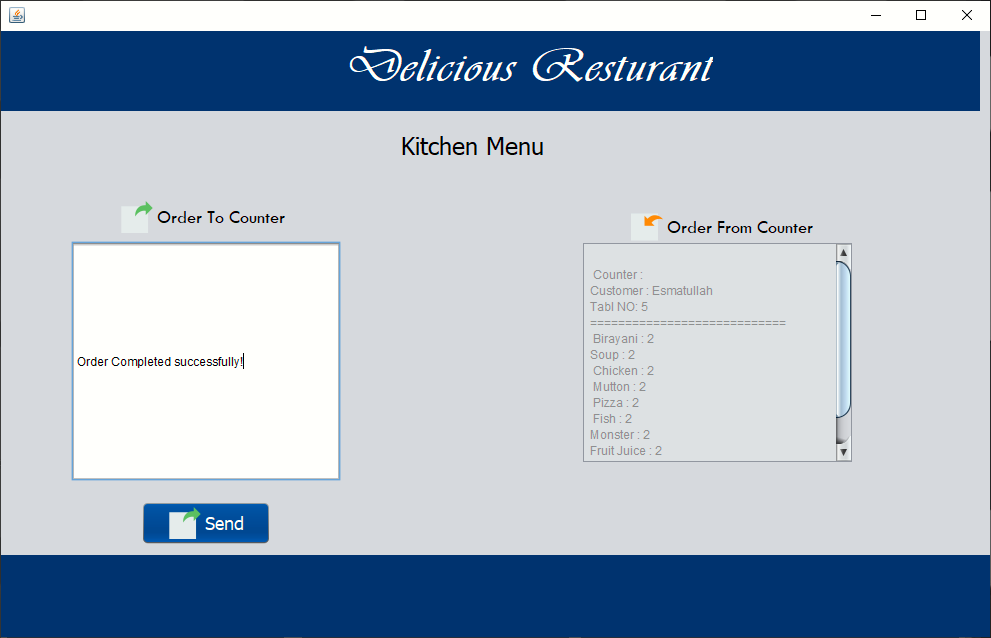 Delicious Resturant
Kitchen Menu
Order To Counter
Order Completed successfully!
Send
Order From Counter
Counter :
Customer : Esmatullah
Tabl NO: 5
============================
Birayani : 2
Soup : 2
Chicken : 2
Mutton : 2
Pizza : 2
Fish : 2
Monster : 2
Fruit Juice : 2